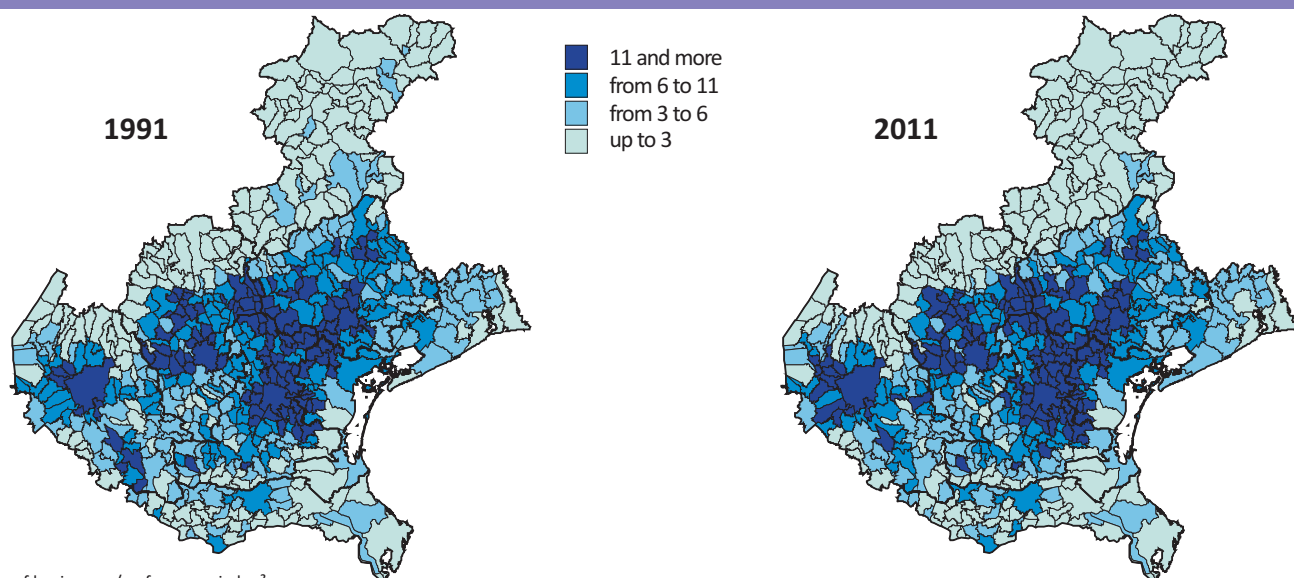 1991
11 and more
from 6 to 11
from 3 to 6
up to 3
2011